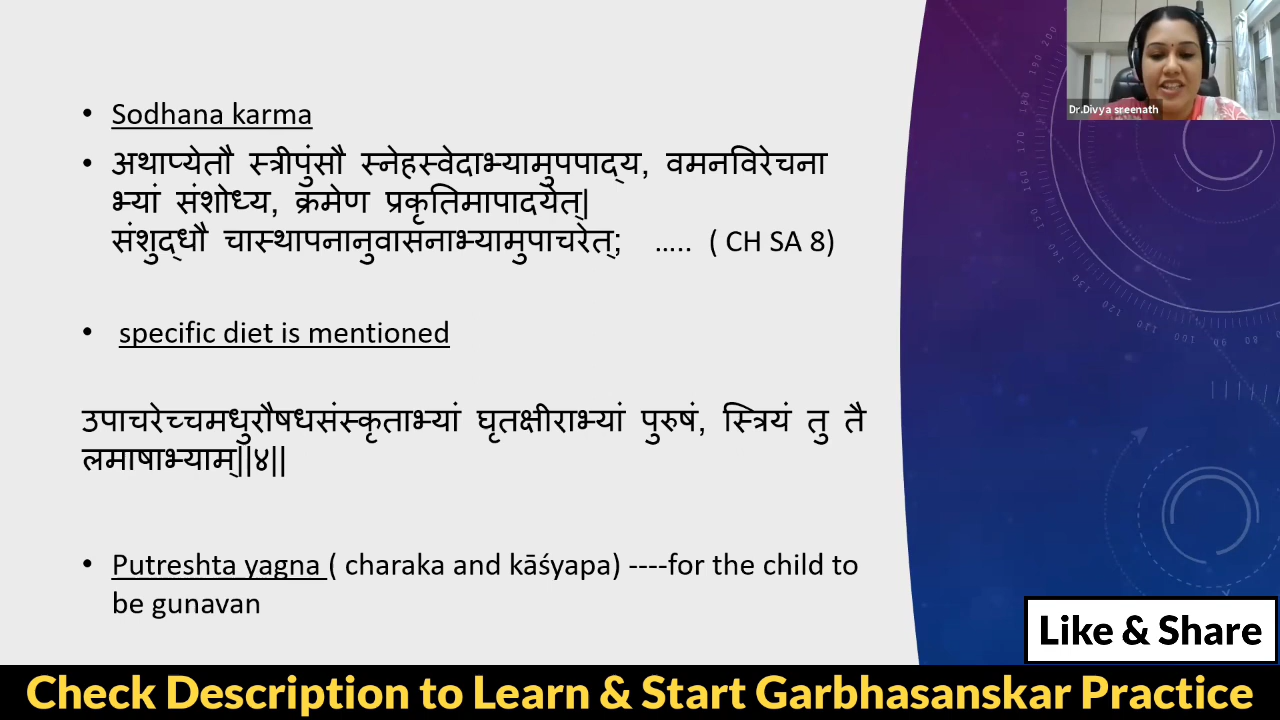 Dr.Divya sreenath
• Sodhana karma
• अथाप्येतौ स्त्रीपुंसौ स्नेहस्वेदाभ्यामुपपाद्य, वमनविरेचना
भ्यां संशोध्य, क्रमेण प्रकृतिमापादयेत्|
संशुद्धौ चास्थापनानुवासनाभ्यामुपाचरेत्; ..... ( CH SA 8)
• specific diet is mentioned
उपाचरेच्चमधुरौषधसंस्कृताभ्यां घृतक्षीराभ्यां पुरुषं, स्त्रियं तु तै
लमाषाभ्याम्||४||
• Putreshta yagna ( charaka and kāśyapa) ----for the child to
be gunavan
Like & Share
Check Description to Learn & Start Garbhasanskar Practice